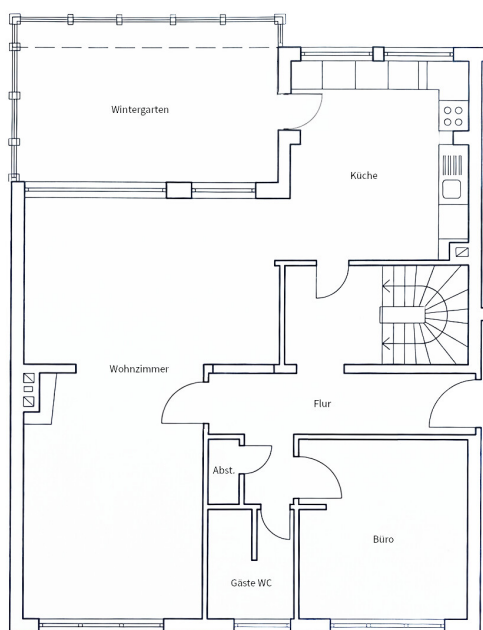 Wintergarten
Küche
Wohnzimmer
Flur
Abst.
Büro
Gäste WC